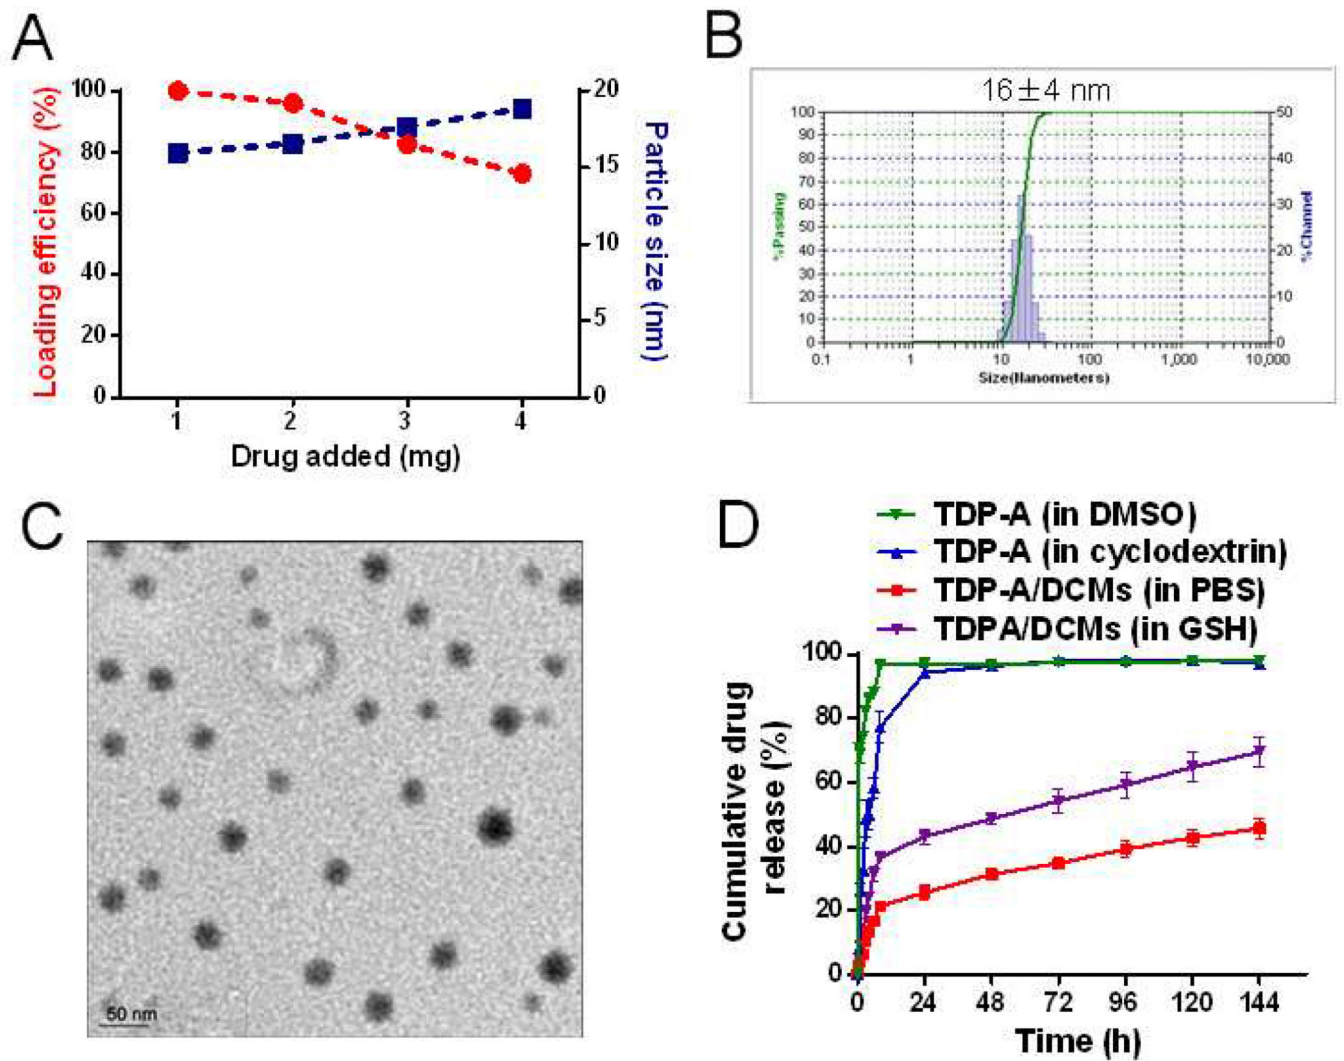 A
Loading efficiency (%)
100
80
60
40
20
0
20
15
10
5
0
Particle size (nm)
1 2 3 4
Drug added (mg)
B
16±4 nm
%Passing
100
90
80
70
60
50
40
30
20
10
0
50
40
30
20
10
0
%Channel
0.1 1 10 100 1,000 10,000
Size(Nanometers)
C
50 nm
D
TDP-A (in DMSO)
TDP-A (in cyclodextrin)
TDP-A/DCMs (in PBS)
TDPA/DCMs (in GSH)
Cumulative drug
release (%)
100
80
60
40
20
0
0 24 48 72 96 120 144
Time (h)